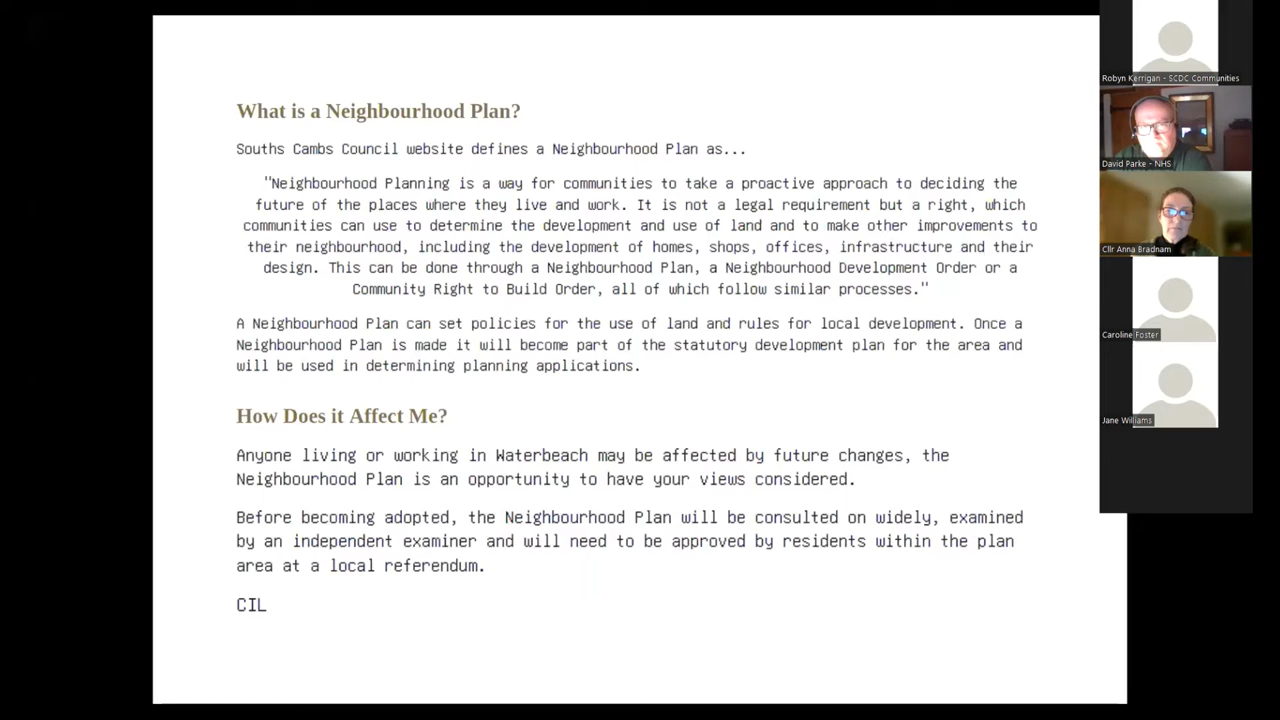 What is a Neighbourhood Plan?
Souths Cambs Council website defines a Neighbourhood Plan as...
"Neighbourhood Planning is a way for communities to take a proactive approach to deciding the
future of the places where they live and work. It is not a legal requirement but a right, which
communities can use to determine the development and use of land and to make other improvements to
their neighbourhood, including the development of homes, shops, offices, infrastructure and their
design. This can be done through a Neighbourhood Plan, a Neighbourhood Development Order or a
Community Right to Build Order, all of which follow similar processes."
A Neighbourhood Plan can set policies for the use of land and rules for local development. Once a
Neighbourhood Plan is made it will become part of the statutory development plan for the area and
will be used in determining planning applications.
How Does it Affect Me?
Anyone living or working in Waterbeach may be affected by future changes, the
Neighbourhood Plan is an opportunity to have your views considered.
Before becoming adopted, the Neighbourhood Plan will be consulted on widely, examined
by an independent examiner and will need to be approved by residents within the plan
area at a local referendum.
CIL
Robyn Kerrigan - SCDC Communities
David Parke - NHS
Cllr Anna Bradnam
Caroline Foster
Jane Williams